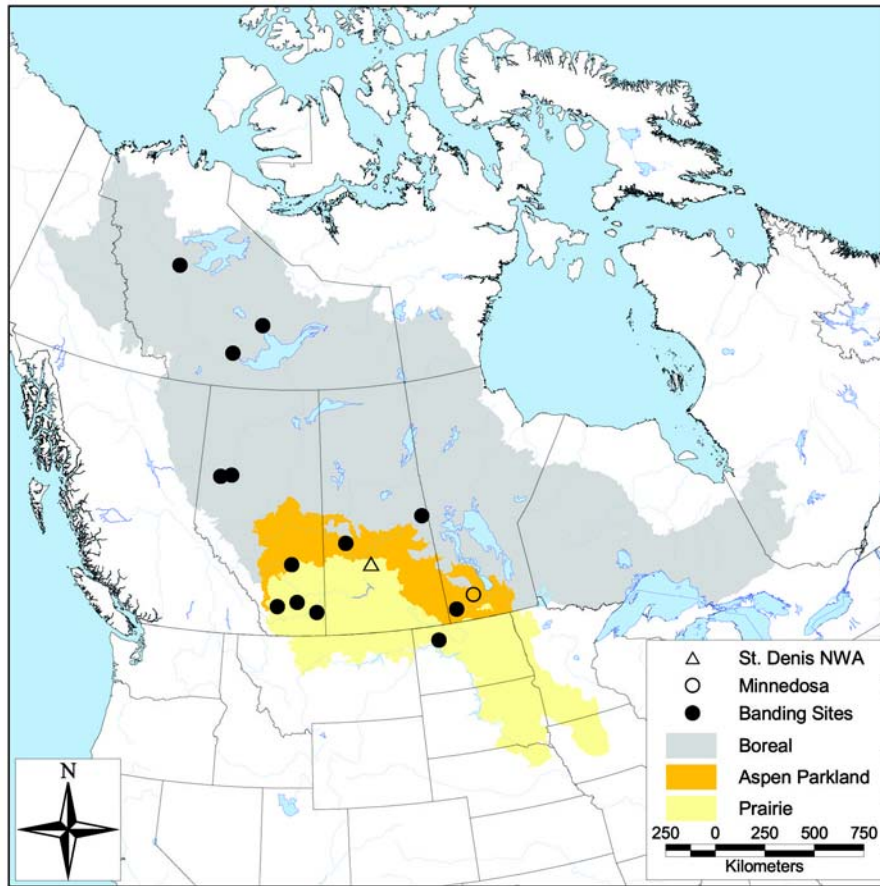 St. Denis NWA
Minnedosa
Banding Sites
Boreal
Aspen Parkland
Prairie
250 0 250 500 750
Kilometers
N